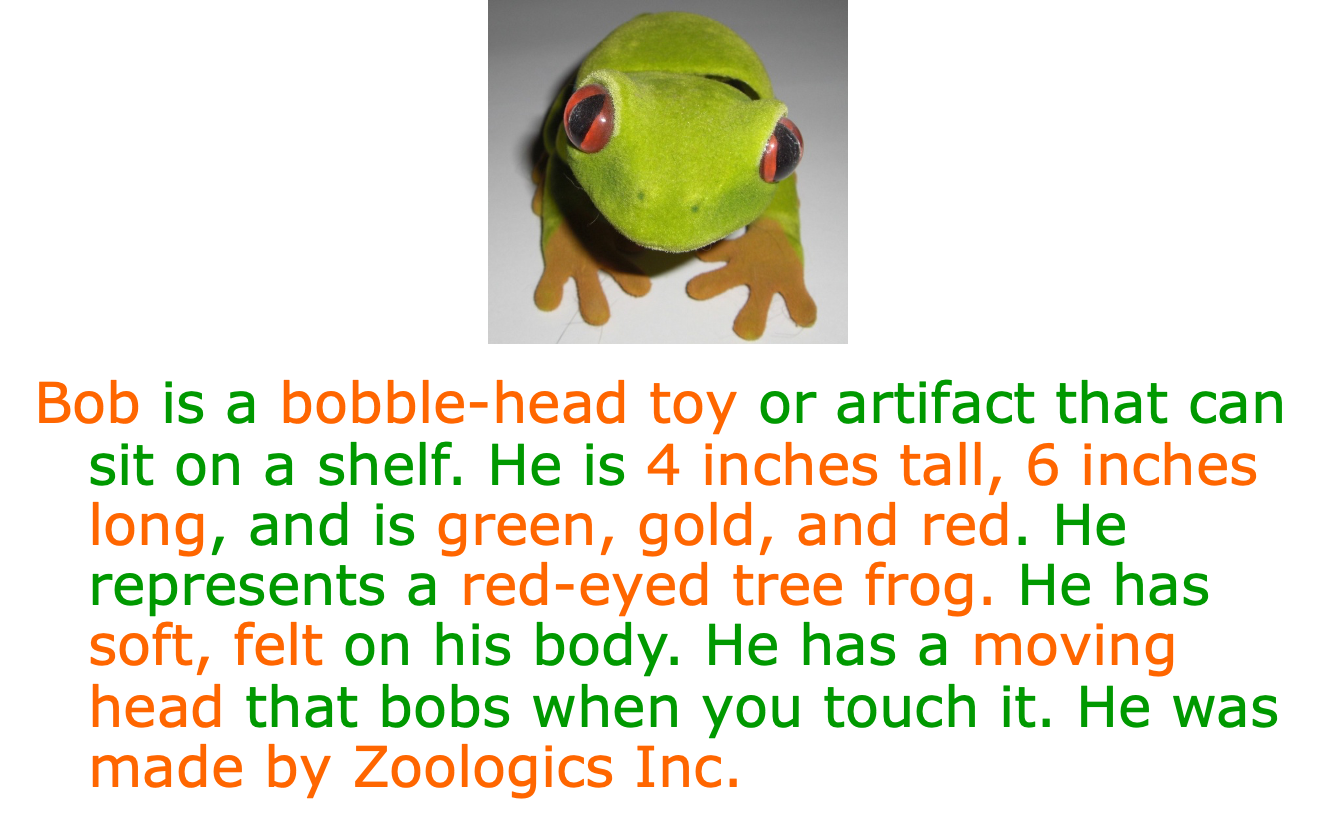 Bob is a bobble-head toy or artifact that can
sit on a shelf. He is 4 inches tall, 6 inches
long, and is green, gold, and red. He
represents a red-eyed tree frog. He has
soft, felt on his body. He has a moving
head that bobs when you touch it. He was
made by Zoologics Inc.